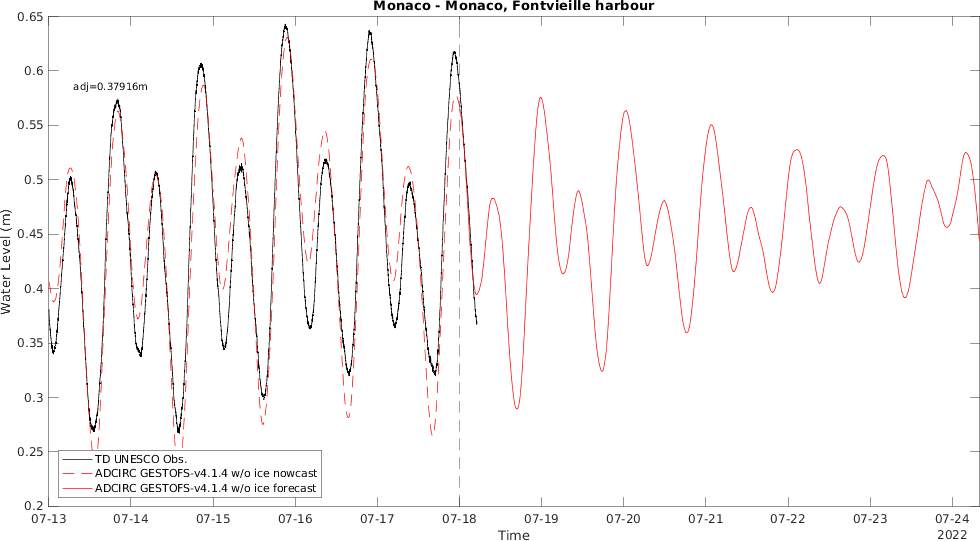 Monaco - Monaco, Fontvieille harbour
0.65
0.6
adj=0.37916m
0.55
0.5
0.45
Water Level (m)
0.4
0.35
0.3
0.25
0.2
TD UNESCO Obs.
ADCIRC GESTOFS-v4.1.4 w/o ice nowcast
ADCIRC GESTOFS-v4.1.4 w/o ice forecast
07-13 07-14 07-15 07-16 07-17 07-18 07-19 07-20 07-21 07-22 07-23 07-24
Time
2022